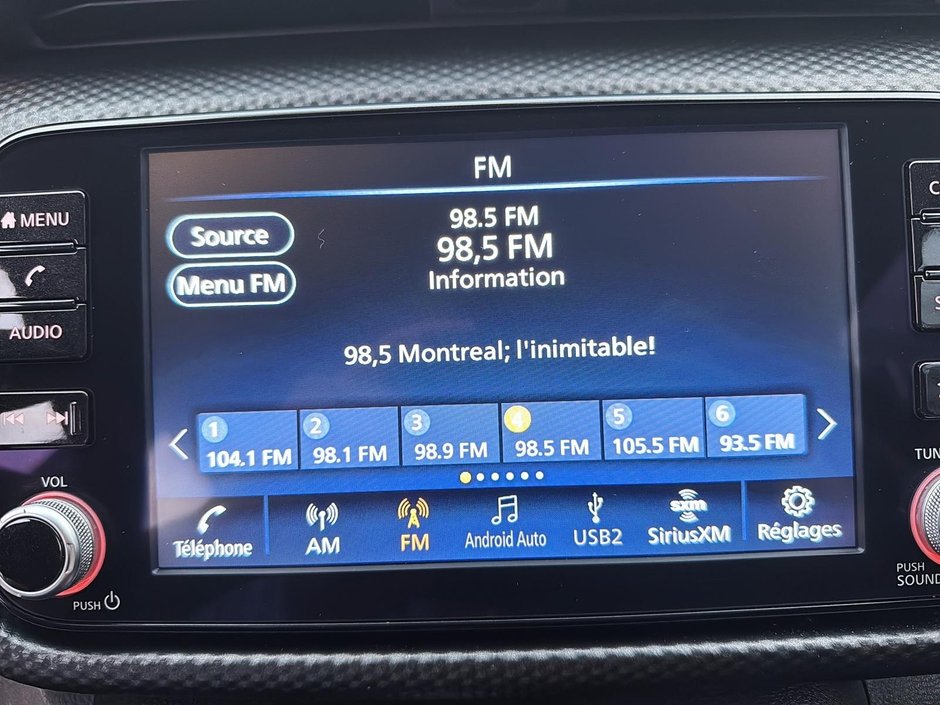 FM
98.5 FM
98,5 FM
Information
Source
Menu FM
98,5 Montreal; l'inimitable!
1 2 3 4 5 6
104.1 FM 98.1 FM 98.9 FM 98.5 FM 105.5 FM 93.5 FM
Téléphone AM FM Android Auto USB2 SiriusXM Réglages
sxm
MENU
AUDIO
VOL
PUSH
TUN
PUSH
SOUND